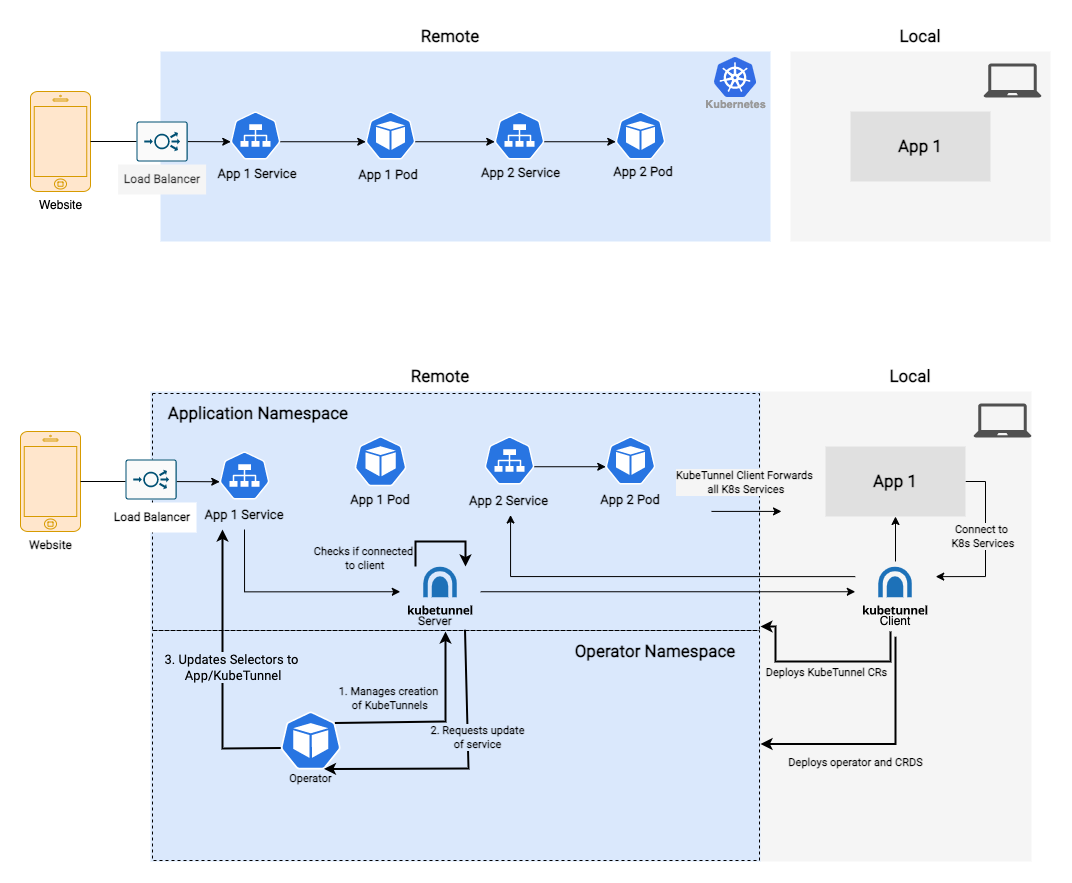 Remote
Local
Kubernetes
App 1
Load Balancer
App 1 Service
App 1 Pod
App 2 Service
App 2 Pod
Website
Remote
Local
Application Namespace
App 1 Service
App 1 Pod
App 2 Service
App 2 Pod
KubeTunnel Client Forwards
all K8s Services
App 1
Load Balancer
Website
Connect to
K8s Services
Checks if connected
to client
kubetunnel
Server
kubetunnel
Client
Operator Namespace
3. Updates Selectors to
App/KubeTunnel
Deploys KubeTunnel CRs
1. Manages creation
of KubeTunnels
2. Requests update
of service
Operator
Deploys operator and CRDS